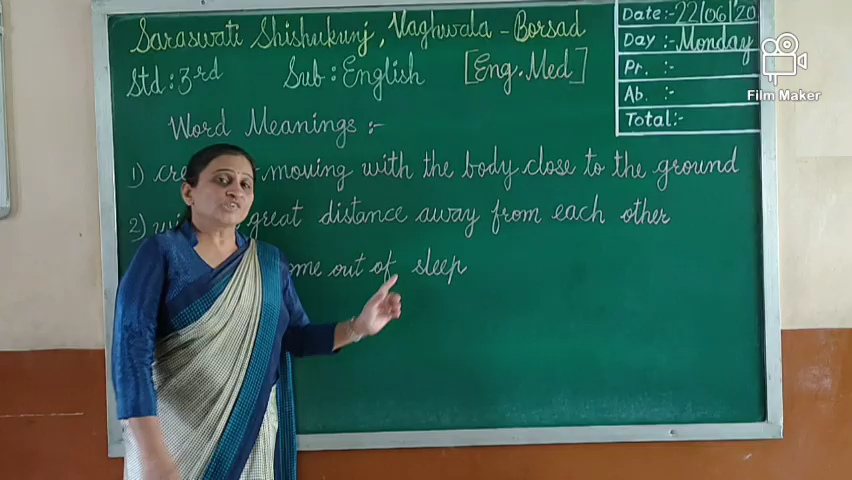 Saraswati Shishukunj, Vaghwala - Borsad
Std : 3rd Sub : English [Eng. Med]
Date:- 22/06/'20
Day:- Monday
Pr. :-
Ab. :-
Total:-
Film Maker
Word Meanings :-
1) moving with the body close to the ground
2) great distance away from each other
out of sleep